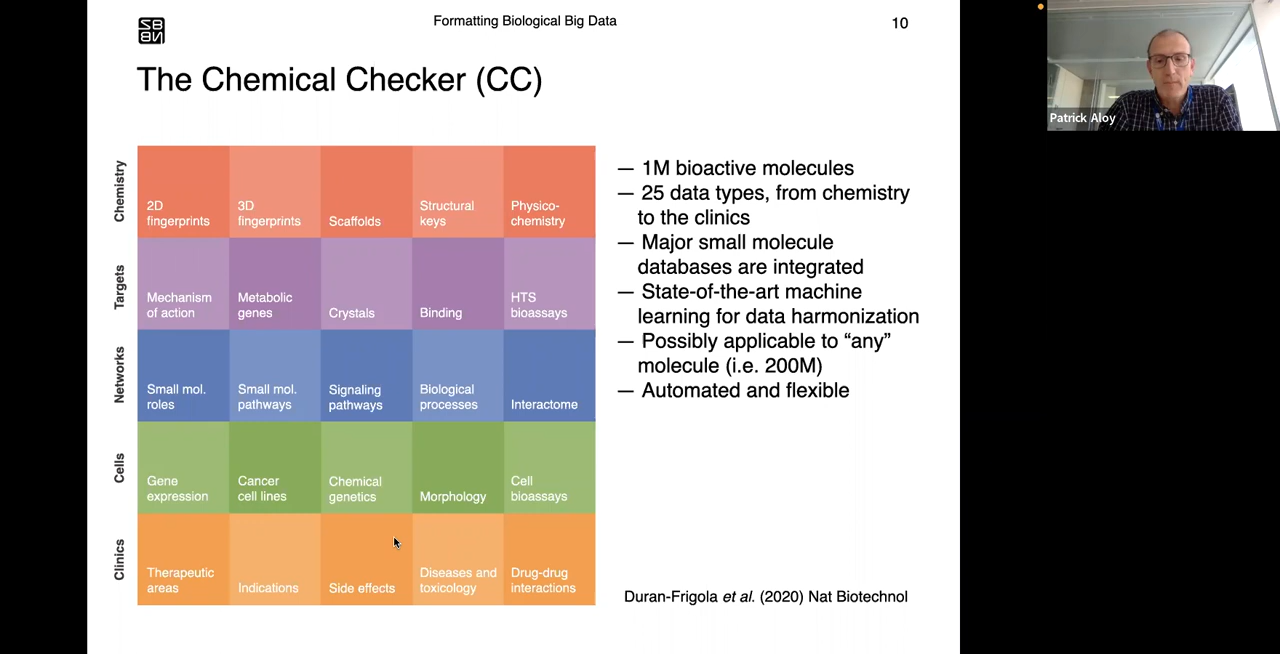 Formatting Biological Big Data
10
The Chemical Checker (CC)
Chemistry
2D
fingerprints
3D
fingerprints
Scaffolds
Structural
keys
Physico-
chemistry
Targets
Mechanism
of action
Metabolic
genes
Crystals
Binding
HTS
bioassays
Networks
Small mol.
roles
Small mol.
pathways
Signaling
pathways
Biological
processes
Interactome
Cells
Gene
expression
Cancer
cell lines
Chemical
genetics
Morphology
Cell
bioassays
Clinics
Therapeutic
areas
Indications
Side effects
Diseases and
toxicology
Drug-drug
interactions
— 1M bioactive molecules
— 25 data types, from chemistry
to the clinics
— Major small molecule
databases are integrated
— State-of-the-art machine
learning for data harmonization
— Possibly applicable to “any”
molecule (i.e. 200M)
— Automated and flexible
Duran-Frigola et al. (2020) Nat Biotechnol
Patrick Aloy